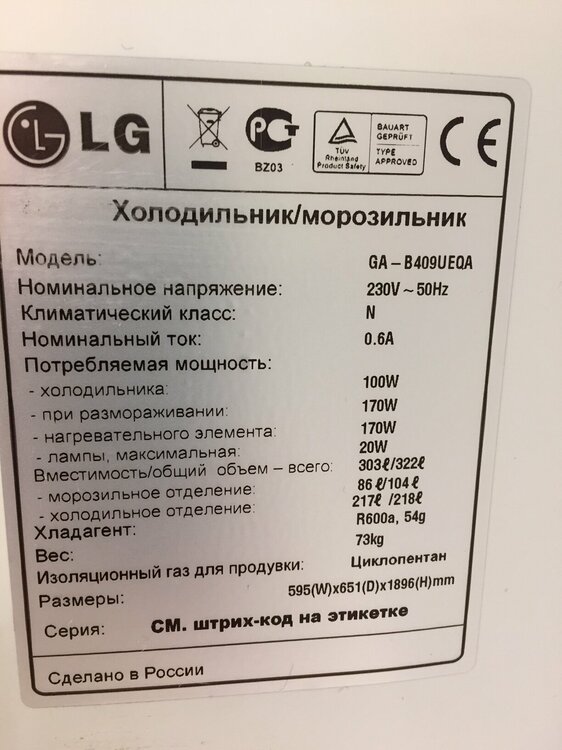 LG
BZ03
TÜV
Rheinland
Product Safety
BAUART
GEPRÜFT
TYPE
APPROVED
CE
Холодильник/морозильник
Модель: GA – B409UEQA
Номинальное напряжение: 230V ~ 50Hz
Климатический класс: N
Номинальный ток: 0.6A
Потребляемая мощность:
- холодильника: 100W
- при размораживании: 170W
- нагревательного элемента: 170W
- лампы, максимальная: 20W
Вместимость/общий объем – всего: 303ℓ/322ℓ
- морозильное отделение: 86ℓ/104ℓ
- холодильное отделение: 217ℓ/218ℓ
Хладагент: R600a, 54g
Вес: 73kg
Изоляционный газ для продувки: Циклопентан
Размеры: 595(W)x651(D)x1896(H)mm
Серия: СМ. штрих-код на этикетке
Сделано в России